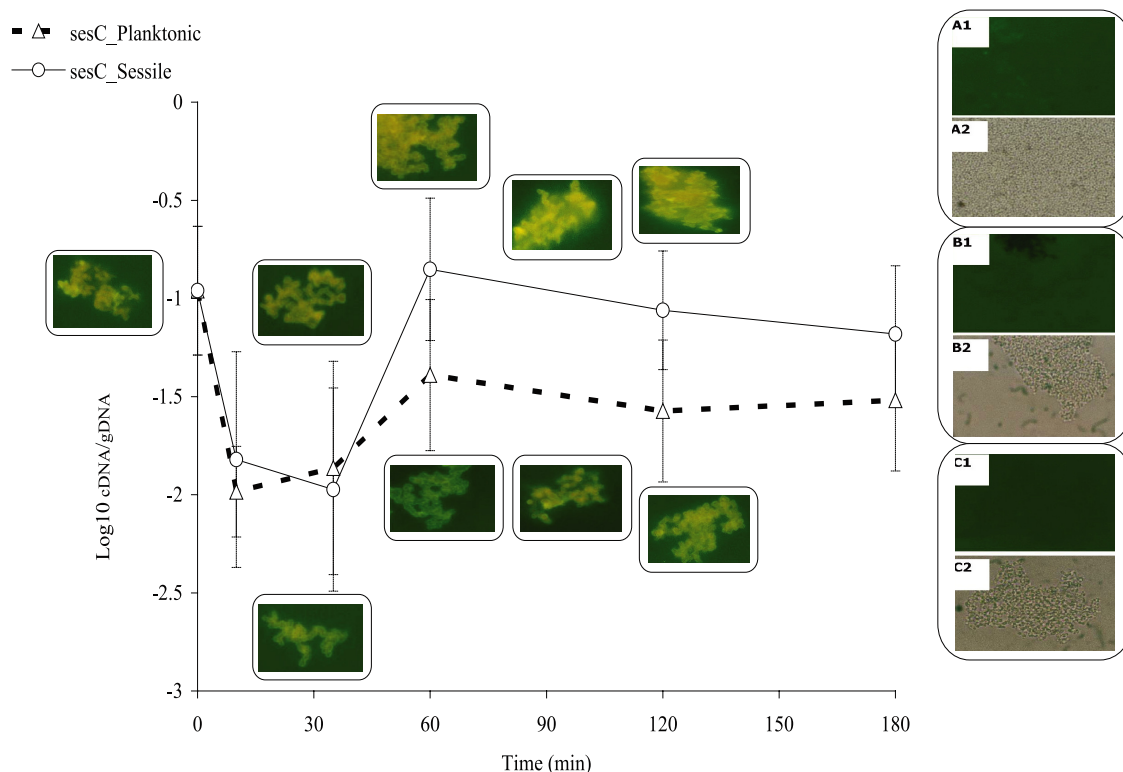 sesC_Planktonic
sesC_Sessile
0
-0.5
-1
-1.5
-2
-2.5
-3
Log10 cDNA/gDNA
0 30 60 90 120 150 180
Time (min)
A1
A2
B1
B2
C1
C2